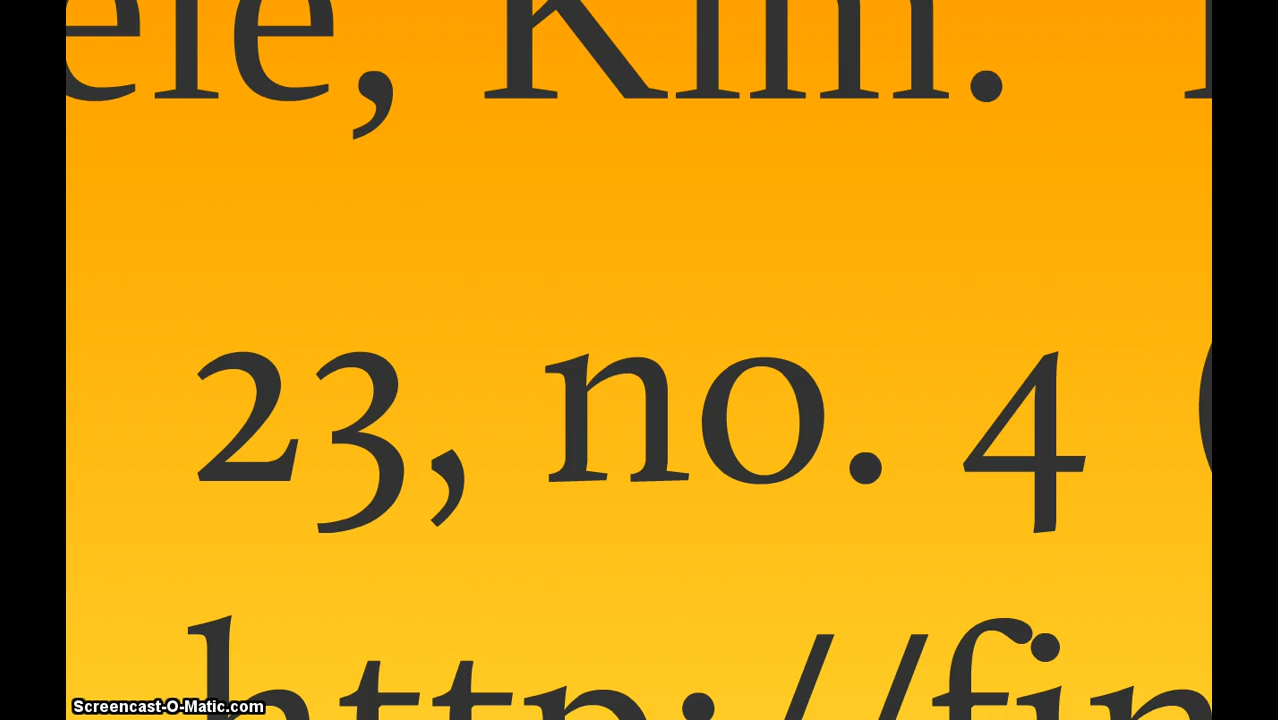 ele, Kim.
23, no. 4 (
http://fin
Screencast-O-Matic.com